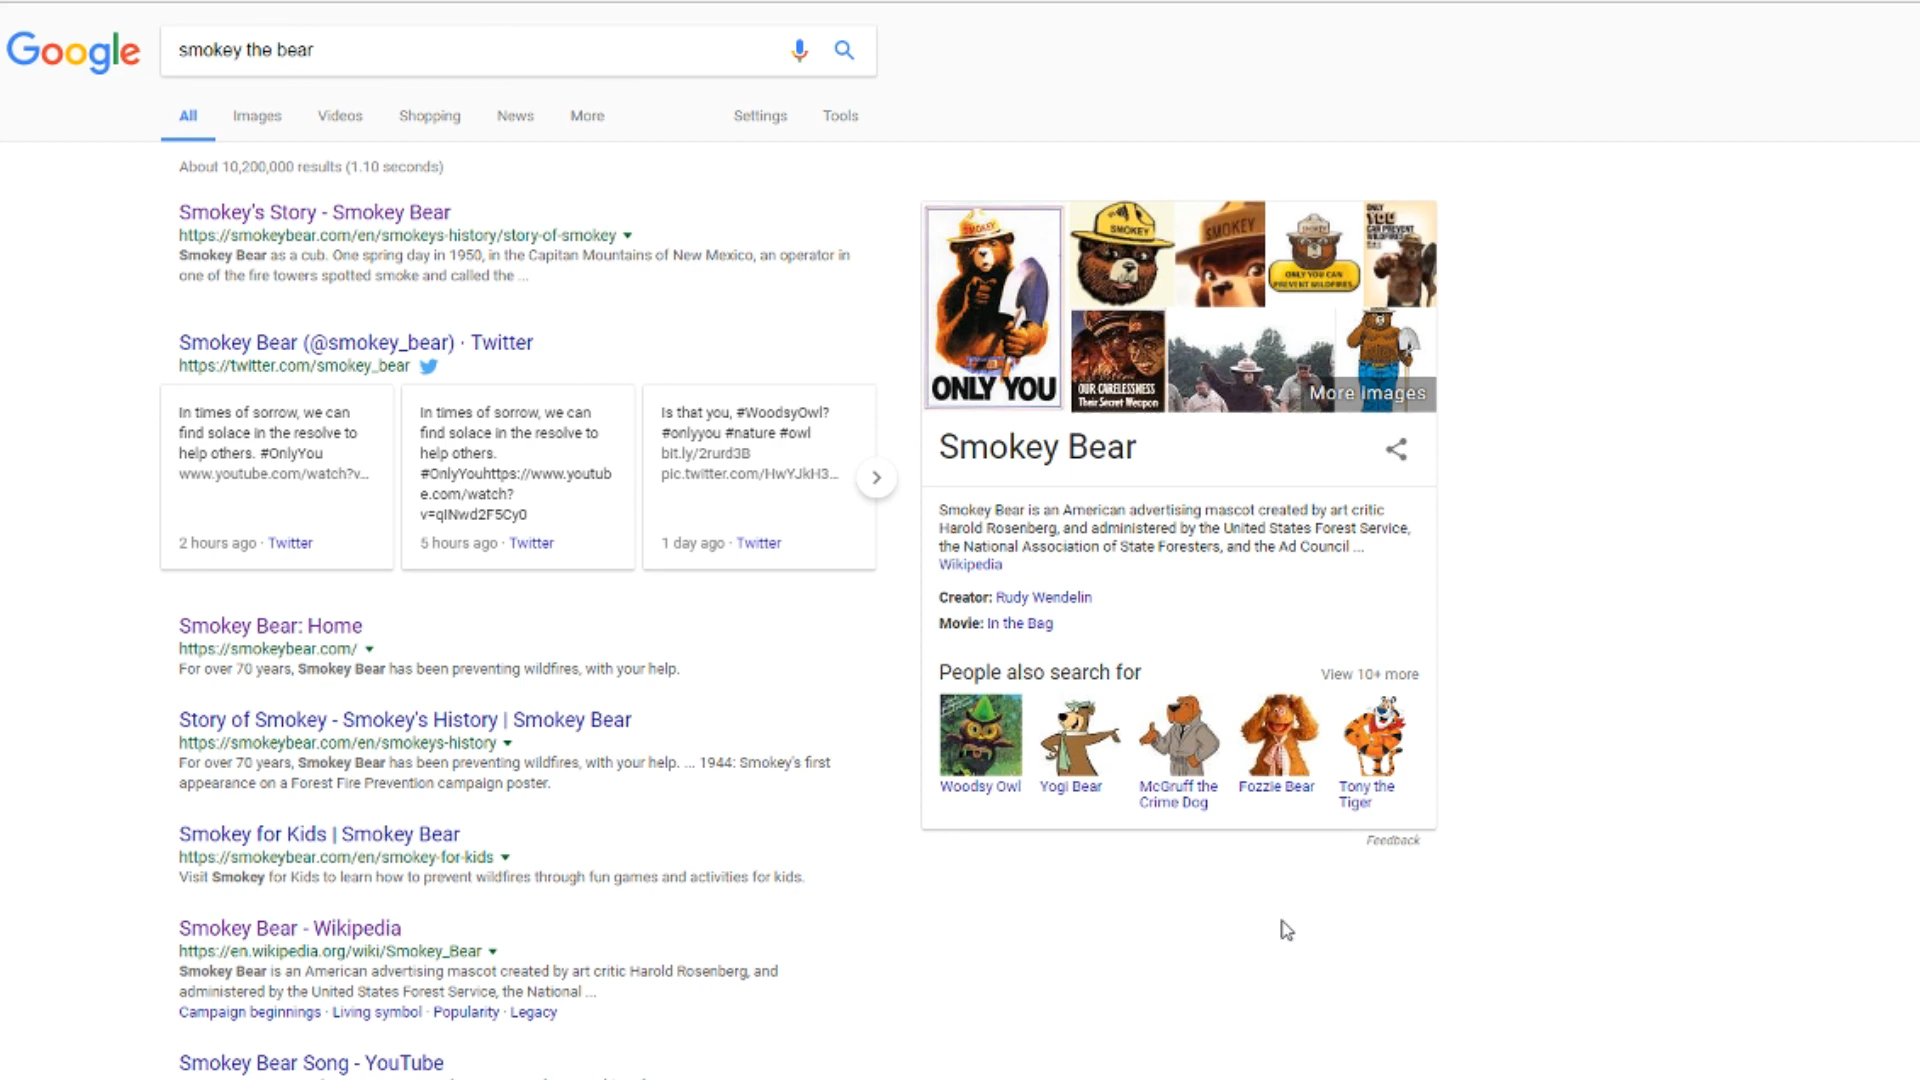 Google
smokey the bear
All Images Videos Shopping News More Settings Tools
About 10,200,000 results (1.10 seconds)
Smokey's Story - Smokey Bear
https://smokeybear.com/en/smokeys-history/story-of-smokey
Smokey Bear as a cub. One spring day in 1950, in the Capitan Mountains of New Mexico, an operator in
one of the fire towers spotted smoke and called the ...
Smokey Bear (@smokey_bear) · Twitter
https://twitter.com/smokey_bear
In times of sorrow, we can
find solace in the resolve to
help others. #OnlyYou
www.youtube.com/watch?v...
2 hours ago · Twitter
In times of sorrow, we can
find solace in the resolve to
help others.
#OnlyYouhttps://www.youtub
e.com/watch?
v=qINwd2F5Cy0
5 hours ago · Twitter
Is that you, #WoodsyOwl?
#onlyyou #nature #owl
bit.ly/2rurd3B
pic.twitter.com/HwYJkH3...
1 day ago · Twitter
Smokey Bear: Home
https://smokeybear.com/
For over 70 years, Smokey Bear has been preventing wildfires, with your help.
Story of Smokey - Smokey's History | Smokey Bear
https://smokeybear.com/en/smokeys-history
For over 70 years, Smokey Bear has been preventing wildfires, with your help. ... 1944: Smokey's first
appearance on a Forest Fire Prevention campaign poster.
Smokey for Kids | Smokey Bear
https://smokeybear.com/en/smokey-for-kids
Visit Smokey for Kids to learn how to prevent wildfires through fun games and activities for kids.
Smokey Bear - Wikipedia
https://en.wikipedia.org/wiki/Smokey_Bear
Smokey Bear is an American advertising mascot created by art critic Harold Rosenberg, and
administered by the United States Forest Service, the National ...
Campaign beginnings · Living symbol · Popularity · Legacy
Smokey Bear Song - YouTube
SMOKEY
ONLY YOU
SMOKEY
SMOKEY
SMOKEY
ONLY YOU CAN
PREVENT WILDFIRES
ONLY
YOU
CAN PREVENT
WILDFIRES
OUR CARELESSNESS
Their Secret Weapon
More images
Smokey Bear
Smokey Bear is an American advertising mascot created by art critic
Harold Rosenberg, and administered by the United States Forest Service,
the National Association of State Foresters, and the Ad Council ...
Wikipedia
Creator: Rudy Wendelin
Movie: In the Bag
People also search for View 10+ more
Woodsy Owl
Yogi Bear
McGruff the
Crime Dog
Fozzie Bear
Tony the
Tiger
Feedback